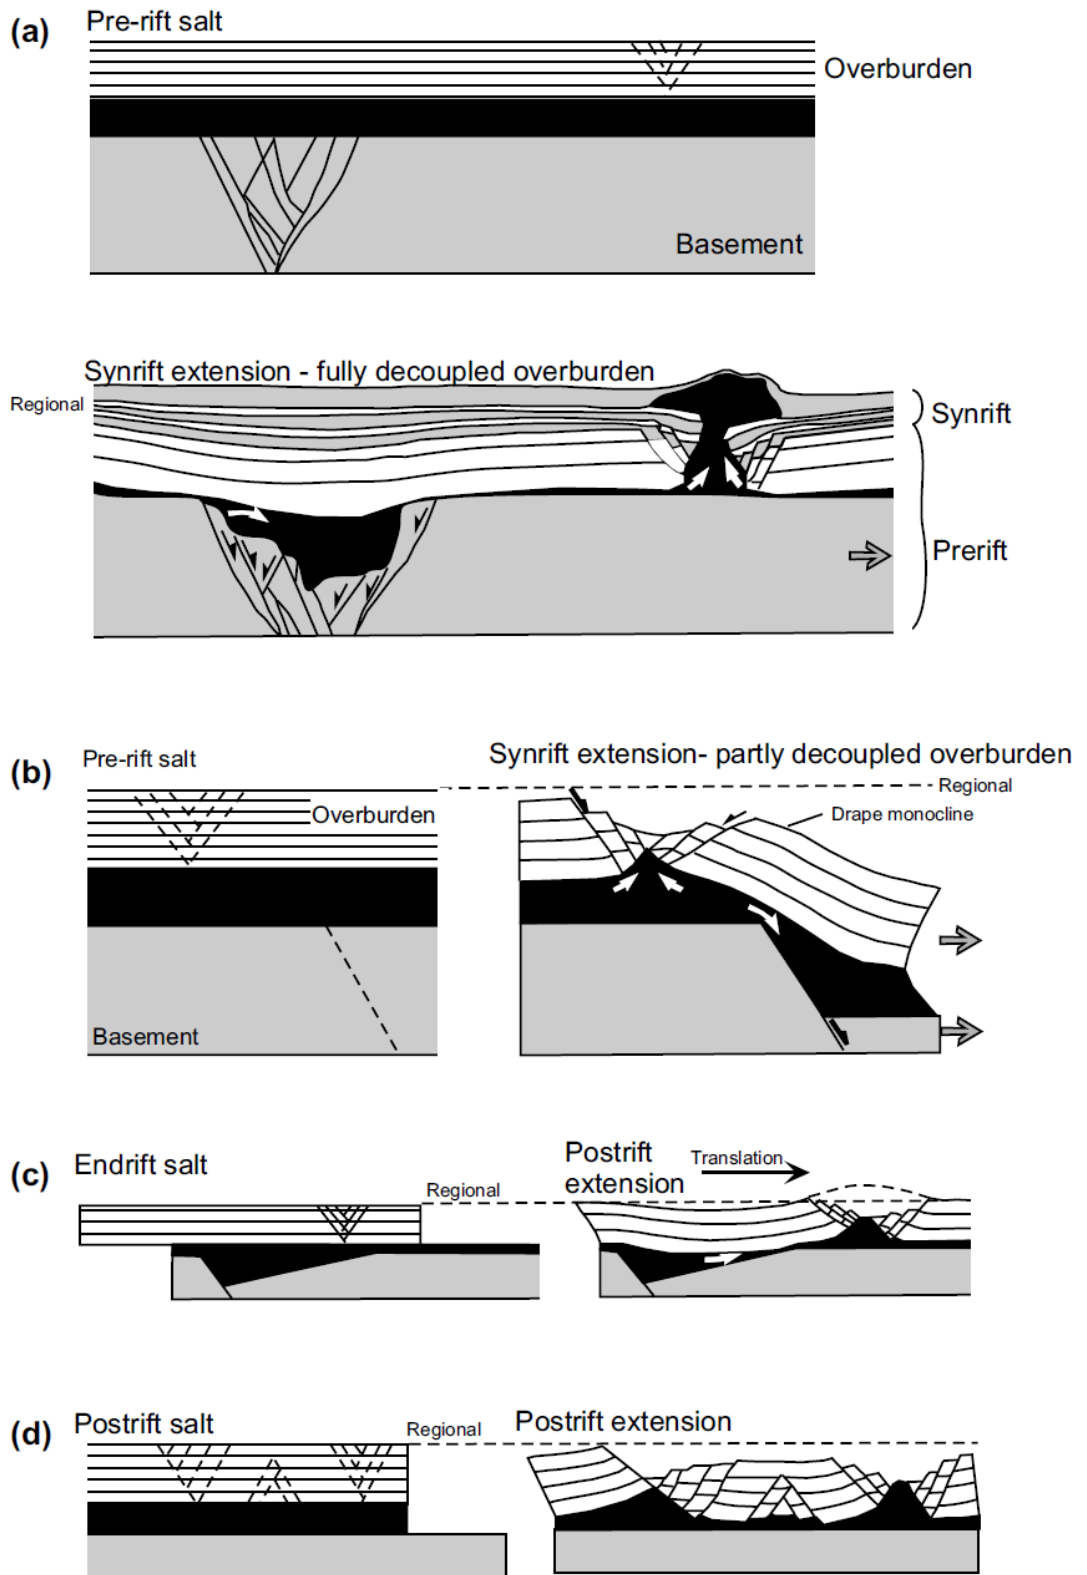 (a)
Pre-rift salt
Overburden
Basement
Synrift extension - fully decoupled overburden
Regional
Synrift
Prerift
(b)
Pre-rift salt
Overburden
Basement
Synrift extension- partly decoupled overburden
Regional
Drape monocline
(c)
Endrift salt
Regional
Postrift
extension
Translation
(d)
Postrift salt
Regional
Postrift extension